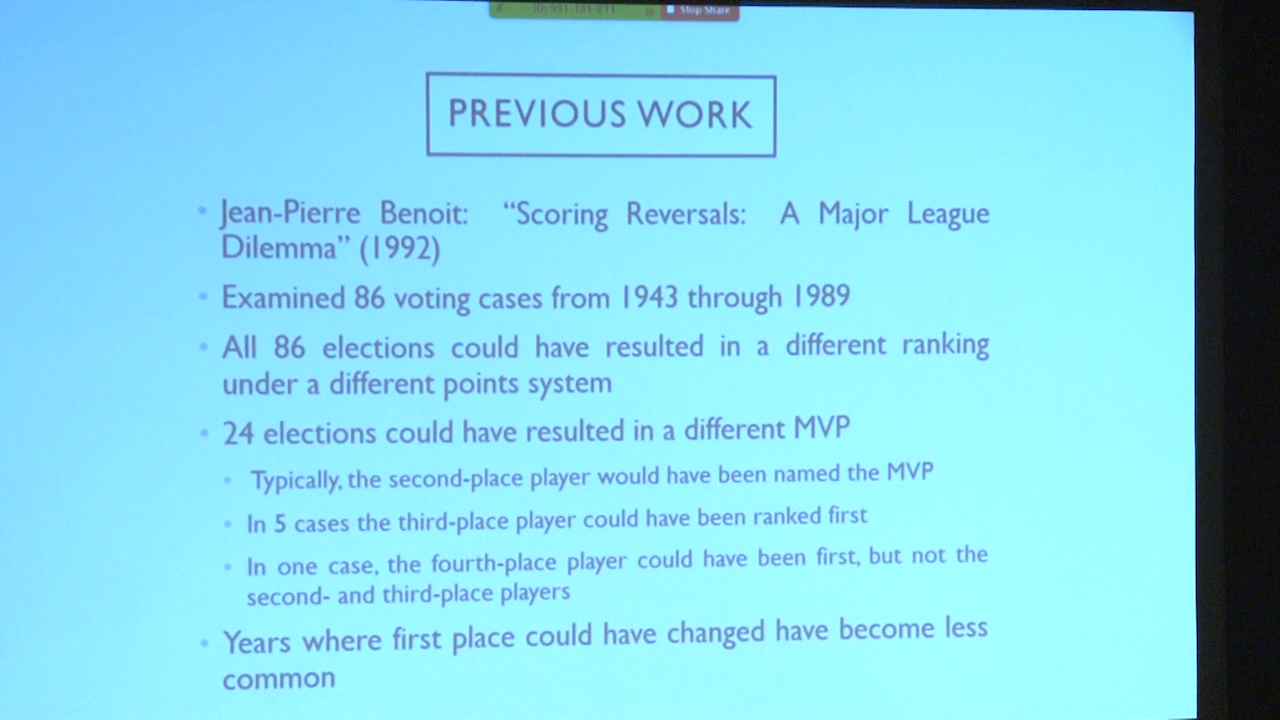 ID: 991-181-011
Stop Share
PREVIOUS WORK
• Jean-Pierre Benoit: “Scoring Reversals: A Major League
Dilemma” (1992)
• Examined 86 voting cases from 1943 through 1989
• All 86 elections could have resulted in a different ranking
under a different points system
• 24 elections could have resulted in a different MVP
• Typically, the second-place player would have been named the MVP
• In 5 cases the third-place player could have been ranked first
• In one case, the fourth-place player could have been first, but not the
second- and third-place players
• Years where first place could have changed have become less
common